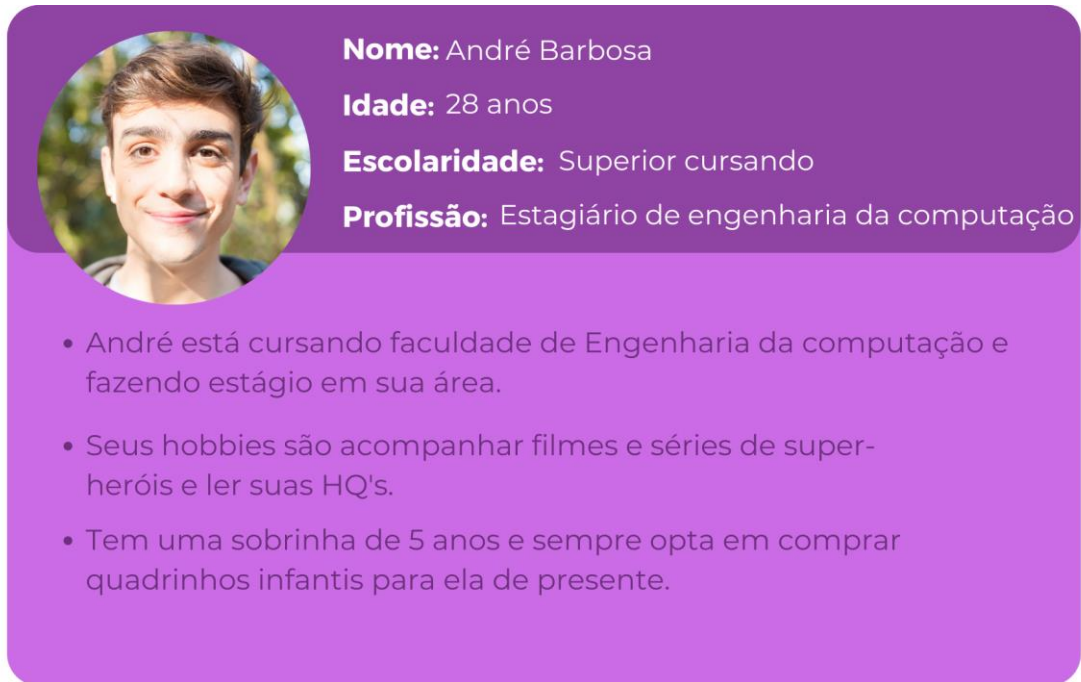 Nome: André Barbosa
Idade: 28 anos
Escolaridade: Superior cursando
Profissão: Estagiário de engenharia da computação
• André está cursando faculdade de Engenharia da computação e
fazendo estágio em sua área.
• Seus hobbies são acompanhar filmes e séries de super-
heróis e ler suas HQ's.
• Tem uma sobrinha de 5 anos e sempre opta em comprar
quadrinhos infantis para ela de presente.